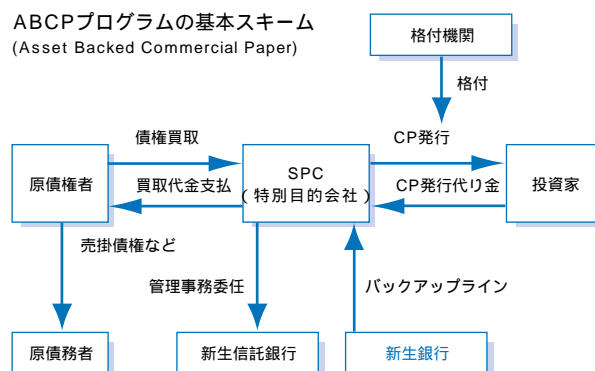 ABCPプログラムの基本スキーム
(Asset Backed Commercial Paper)
格付機関
格付
債権買取
CP発行
原債権者
SPC
(特別目的会社)
投資家
買取代金支払
CP発行代り金
売掛債権など
管理事務委任
バックアップライン
原債務者
新生信託銀行
新生銀行